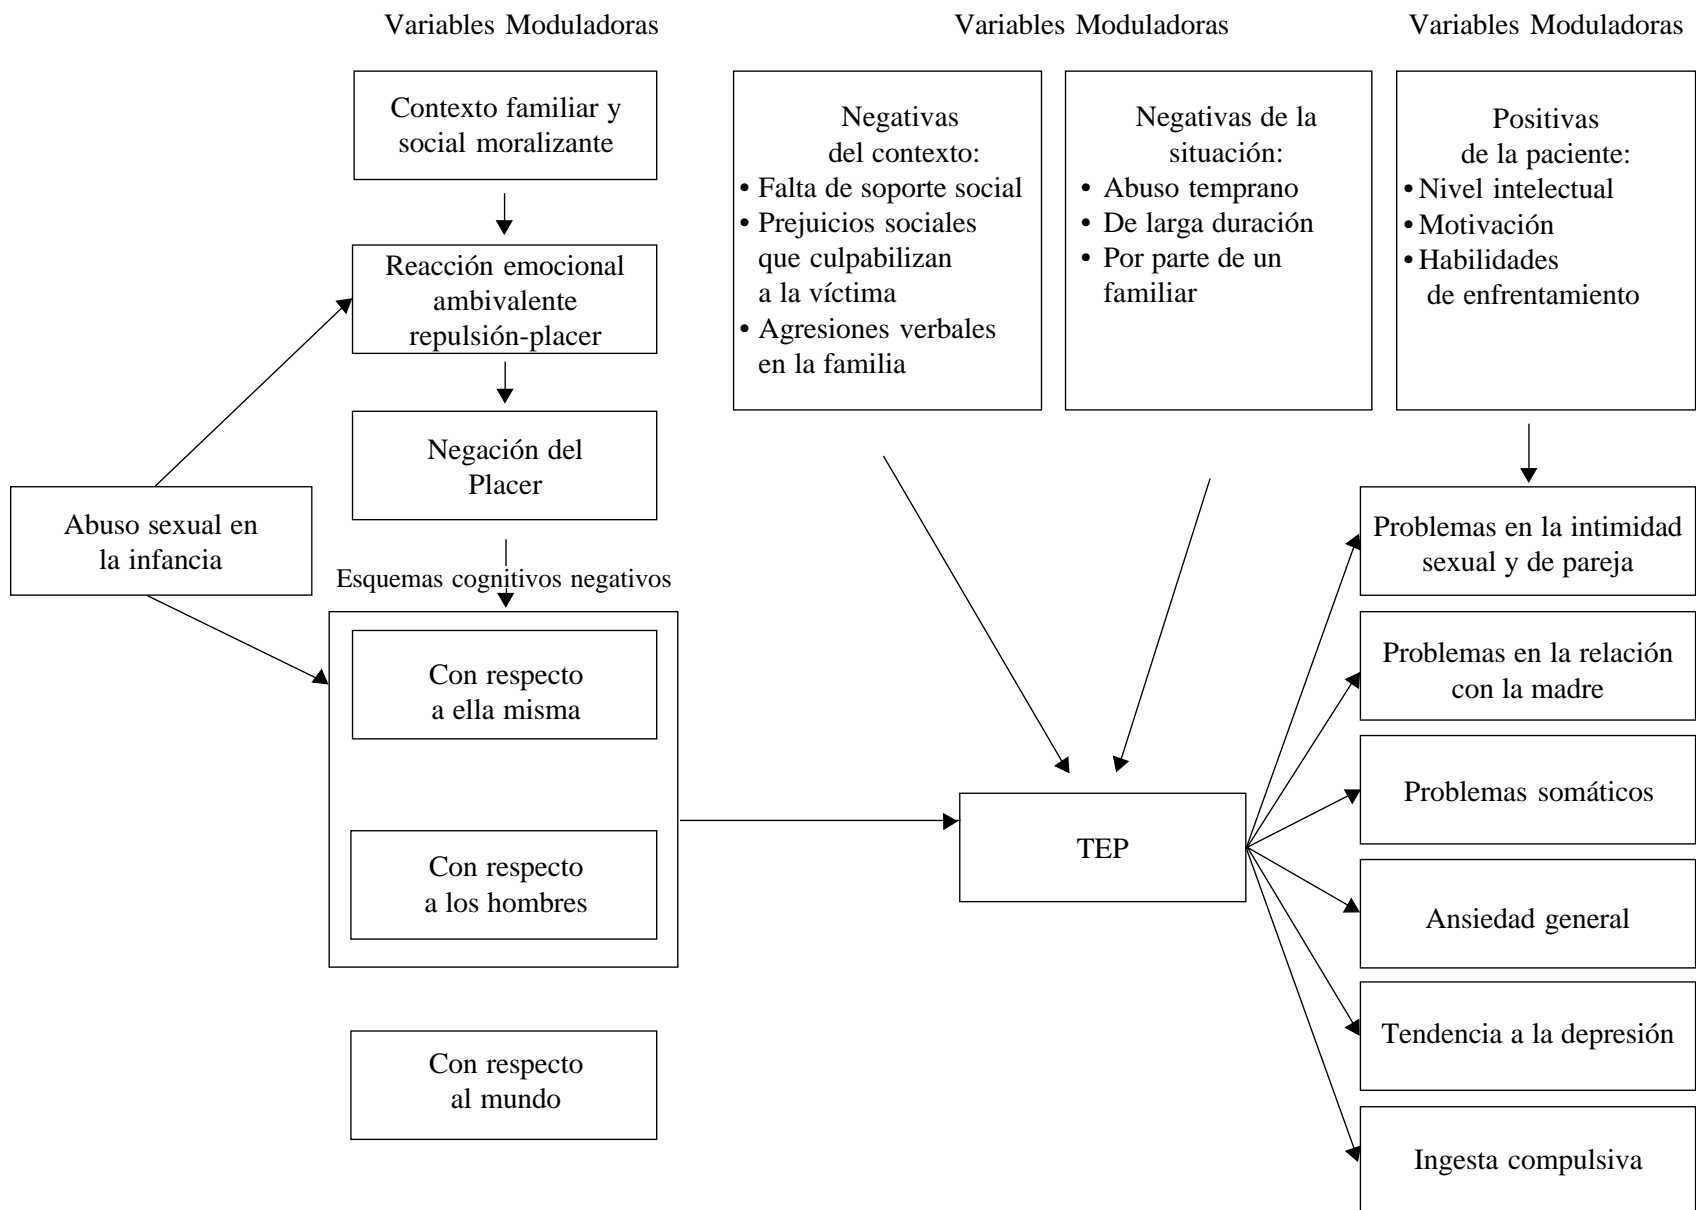 Variables Moduladoras
Variables Moduladoras
Variables Moduladoras
Contexto familiar y
social moralizante
Reacción emocional
ambivalente
repulsión-placer
Negación del
Placer
Abuso sexual en
la infancia
Esquemas cognitivos negativos
Con respecto
a ella misma
Con respecto
a los hombres
Con respecto
al mundo
Negativas
del contexto:
• Falta de soporte social
• Prejuicios sociales
que culpabilizan
a la víctima
• Agresiones verbales
en la familia
Negativas de la
situación:
• Abuso temprano
• De larga duración
• Por parte de un
familiar
Positivas
de la paciente:
• Nivel intelectual
• Motivación
• Habilidades
de enfrentamiento
TEP
Problemas en la intimidad
sexual y de pareja
Problemas en la relación
con la madre
Problemas somáticos
Ansiedad general
Tendencia a la depresión
Ingesta compulsiva